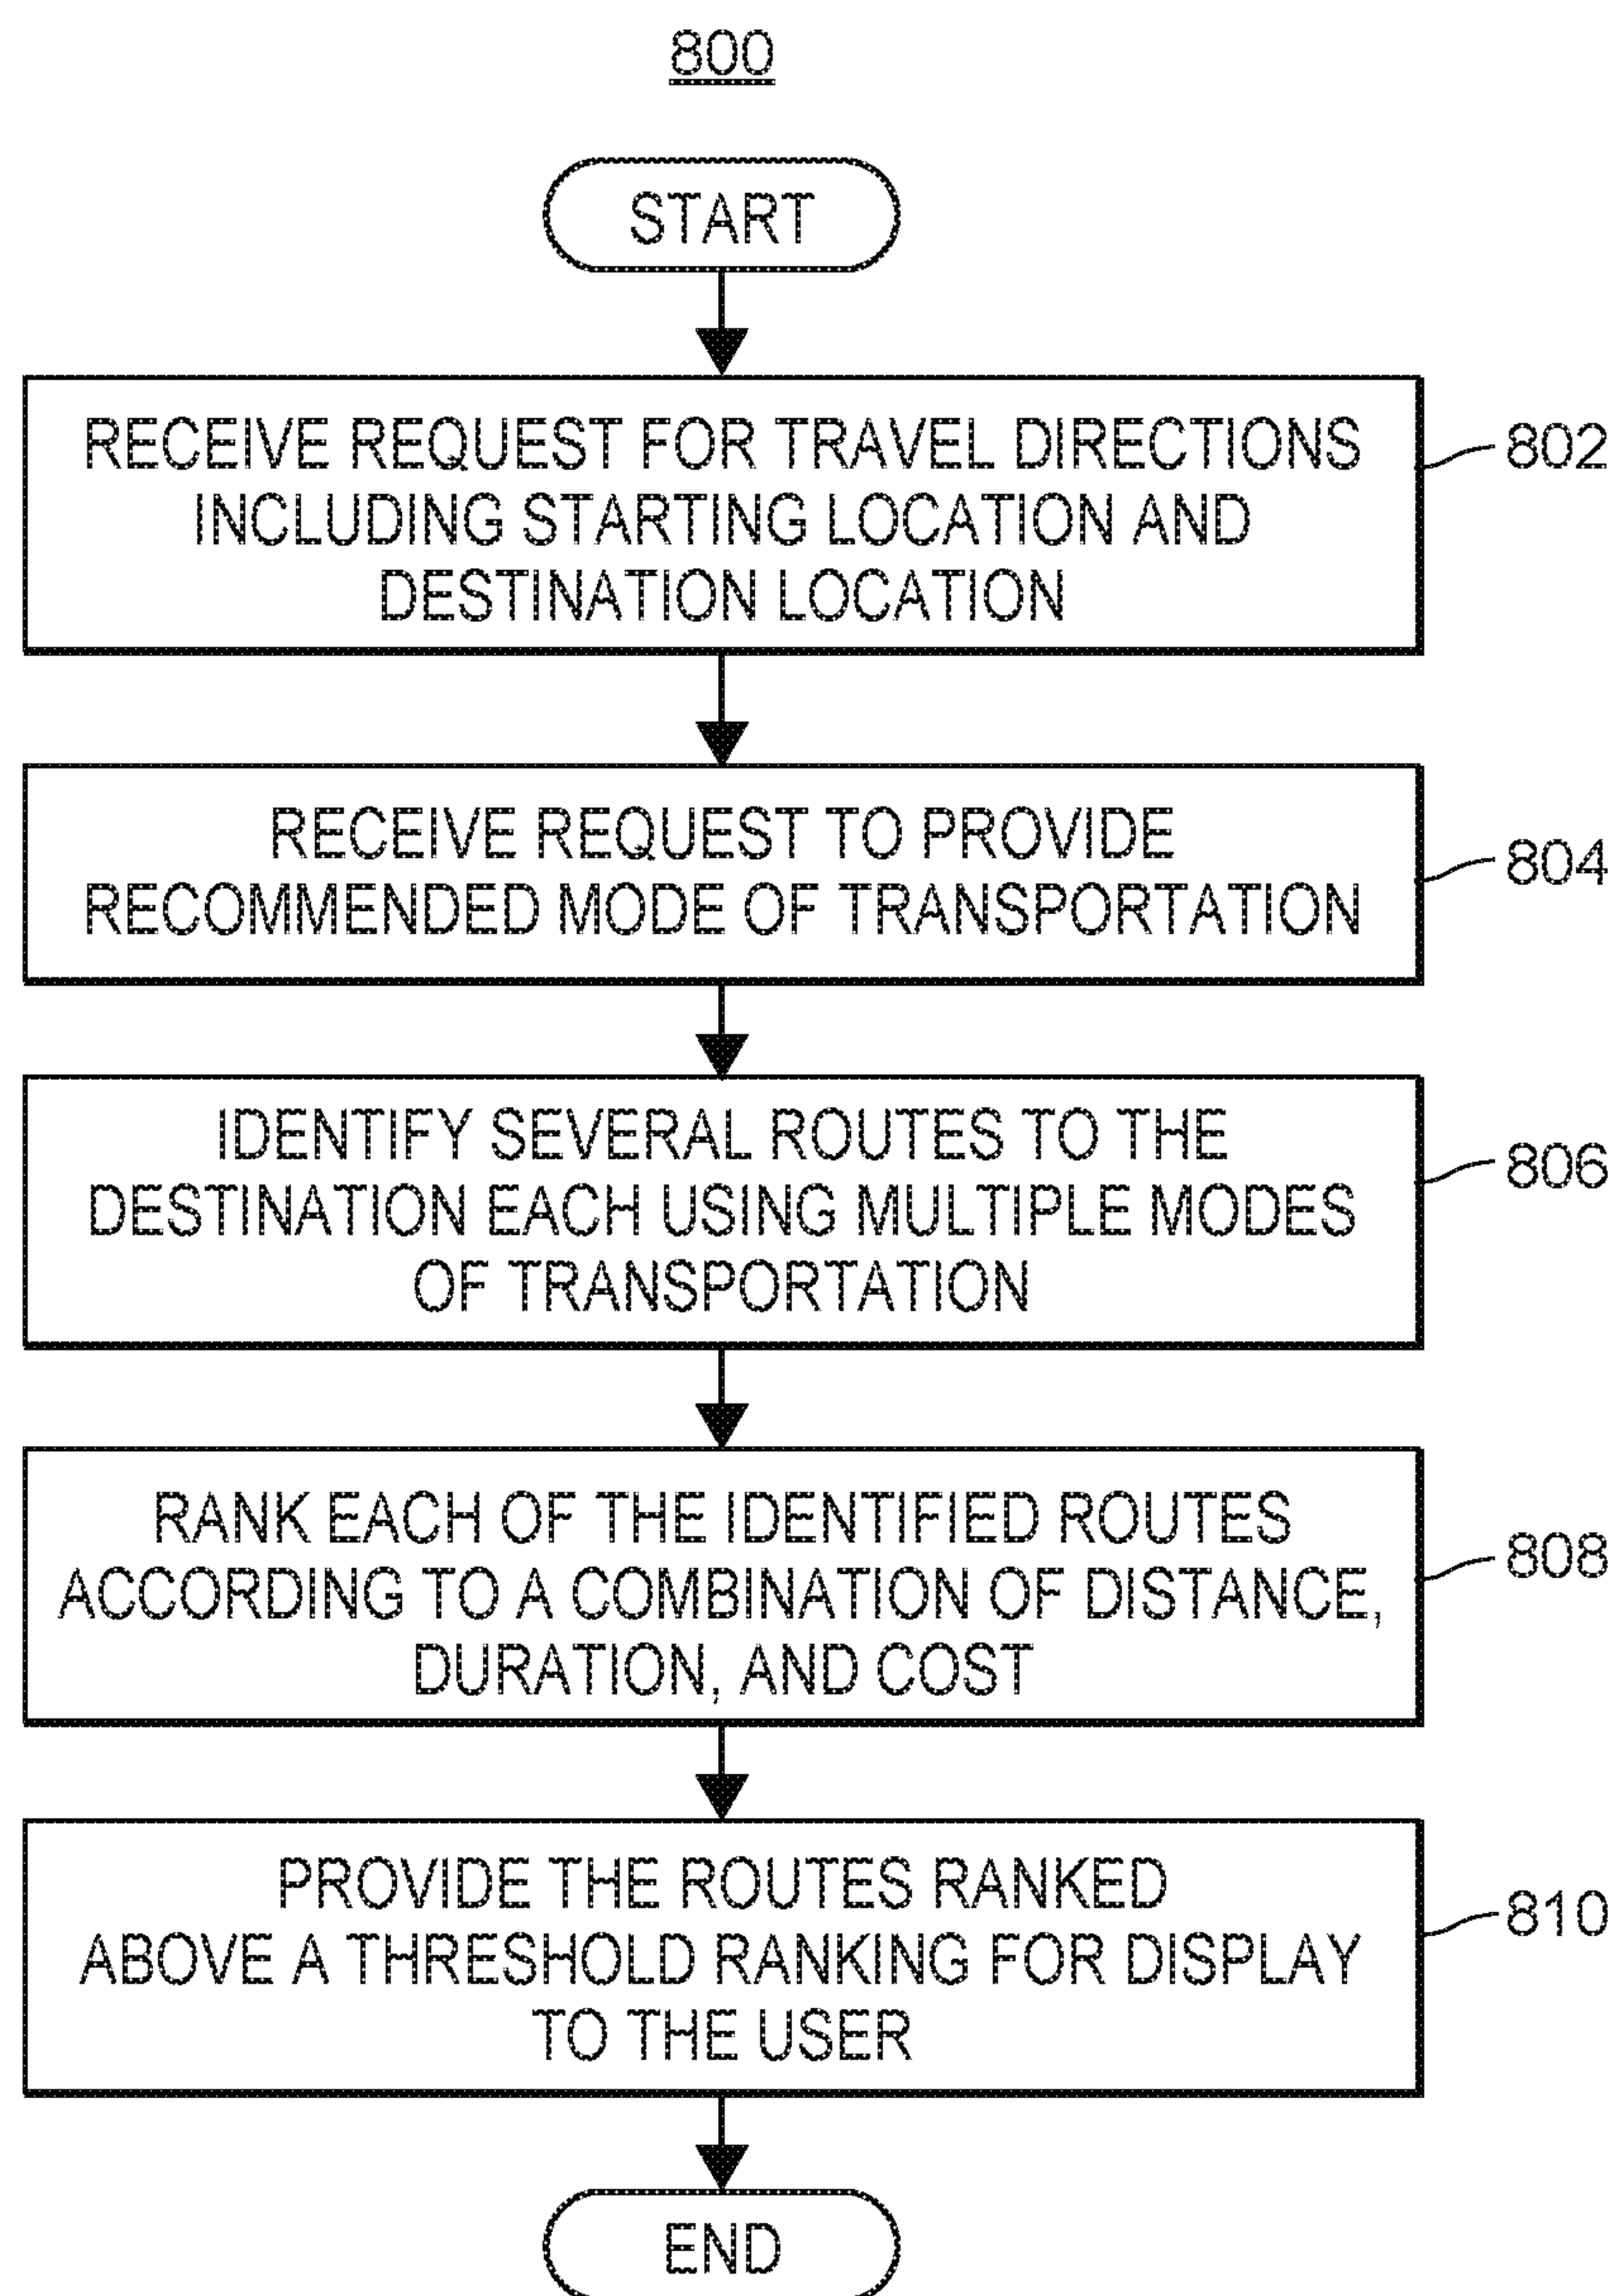 800
START
RECEIVE REQUEST FOR TRAVEL DIRECTIONS
INCLUDING STARTING LOCATION AND
DESTINATION LOCATION
802
RECEIVE REQUEST TO PROVIDE
RECOMMENDED MODE OF TRANSPORTATION
804
IDENTIFY SEVERAL ROUTES TO THE
DESTINATION EACH USING MULTIPLE MODES
OF TRANSPORTATION
806
RANK EACH OF THE IDENTIFIED ROUTES
ACCORDING TO A COMBINATION OF DISTANCE,
DURATION, AND COST
808
PROVIDE THE ROUTES RANKED
ABOVE A THRESHOLD RANKING FOR DISPLAY
TO THE USER
810
END